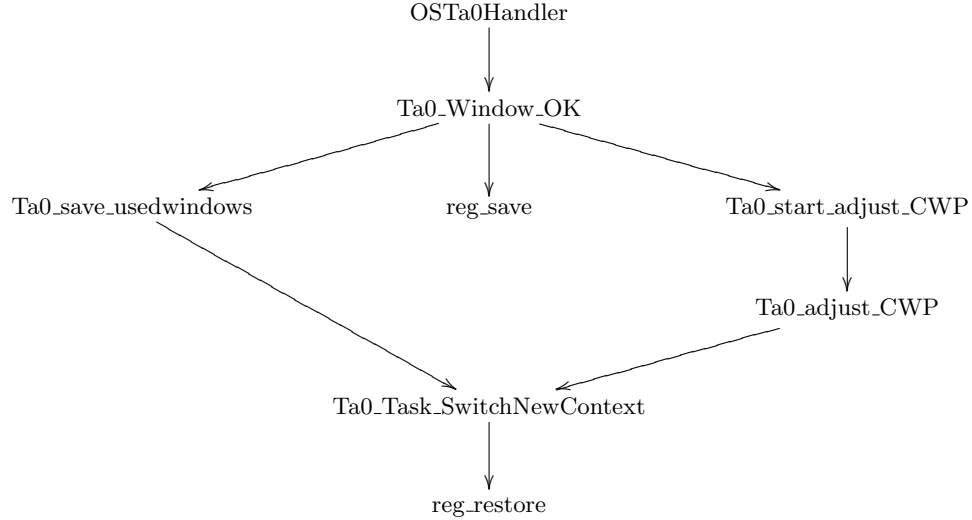 OSTa0Handler
Ta0_Window_OK
Ta0_save_usedwindows
reg_save
Ta0_start_adjust_CWP
Ta0_adjust_CWP
Ta0_Task_SwitchNewContext
reg_restore